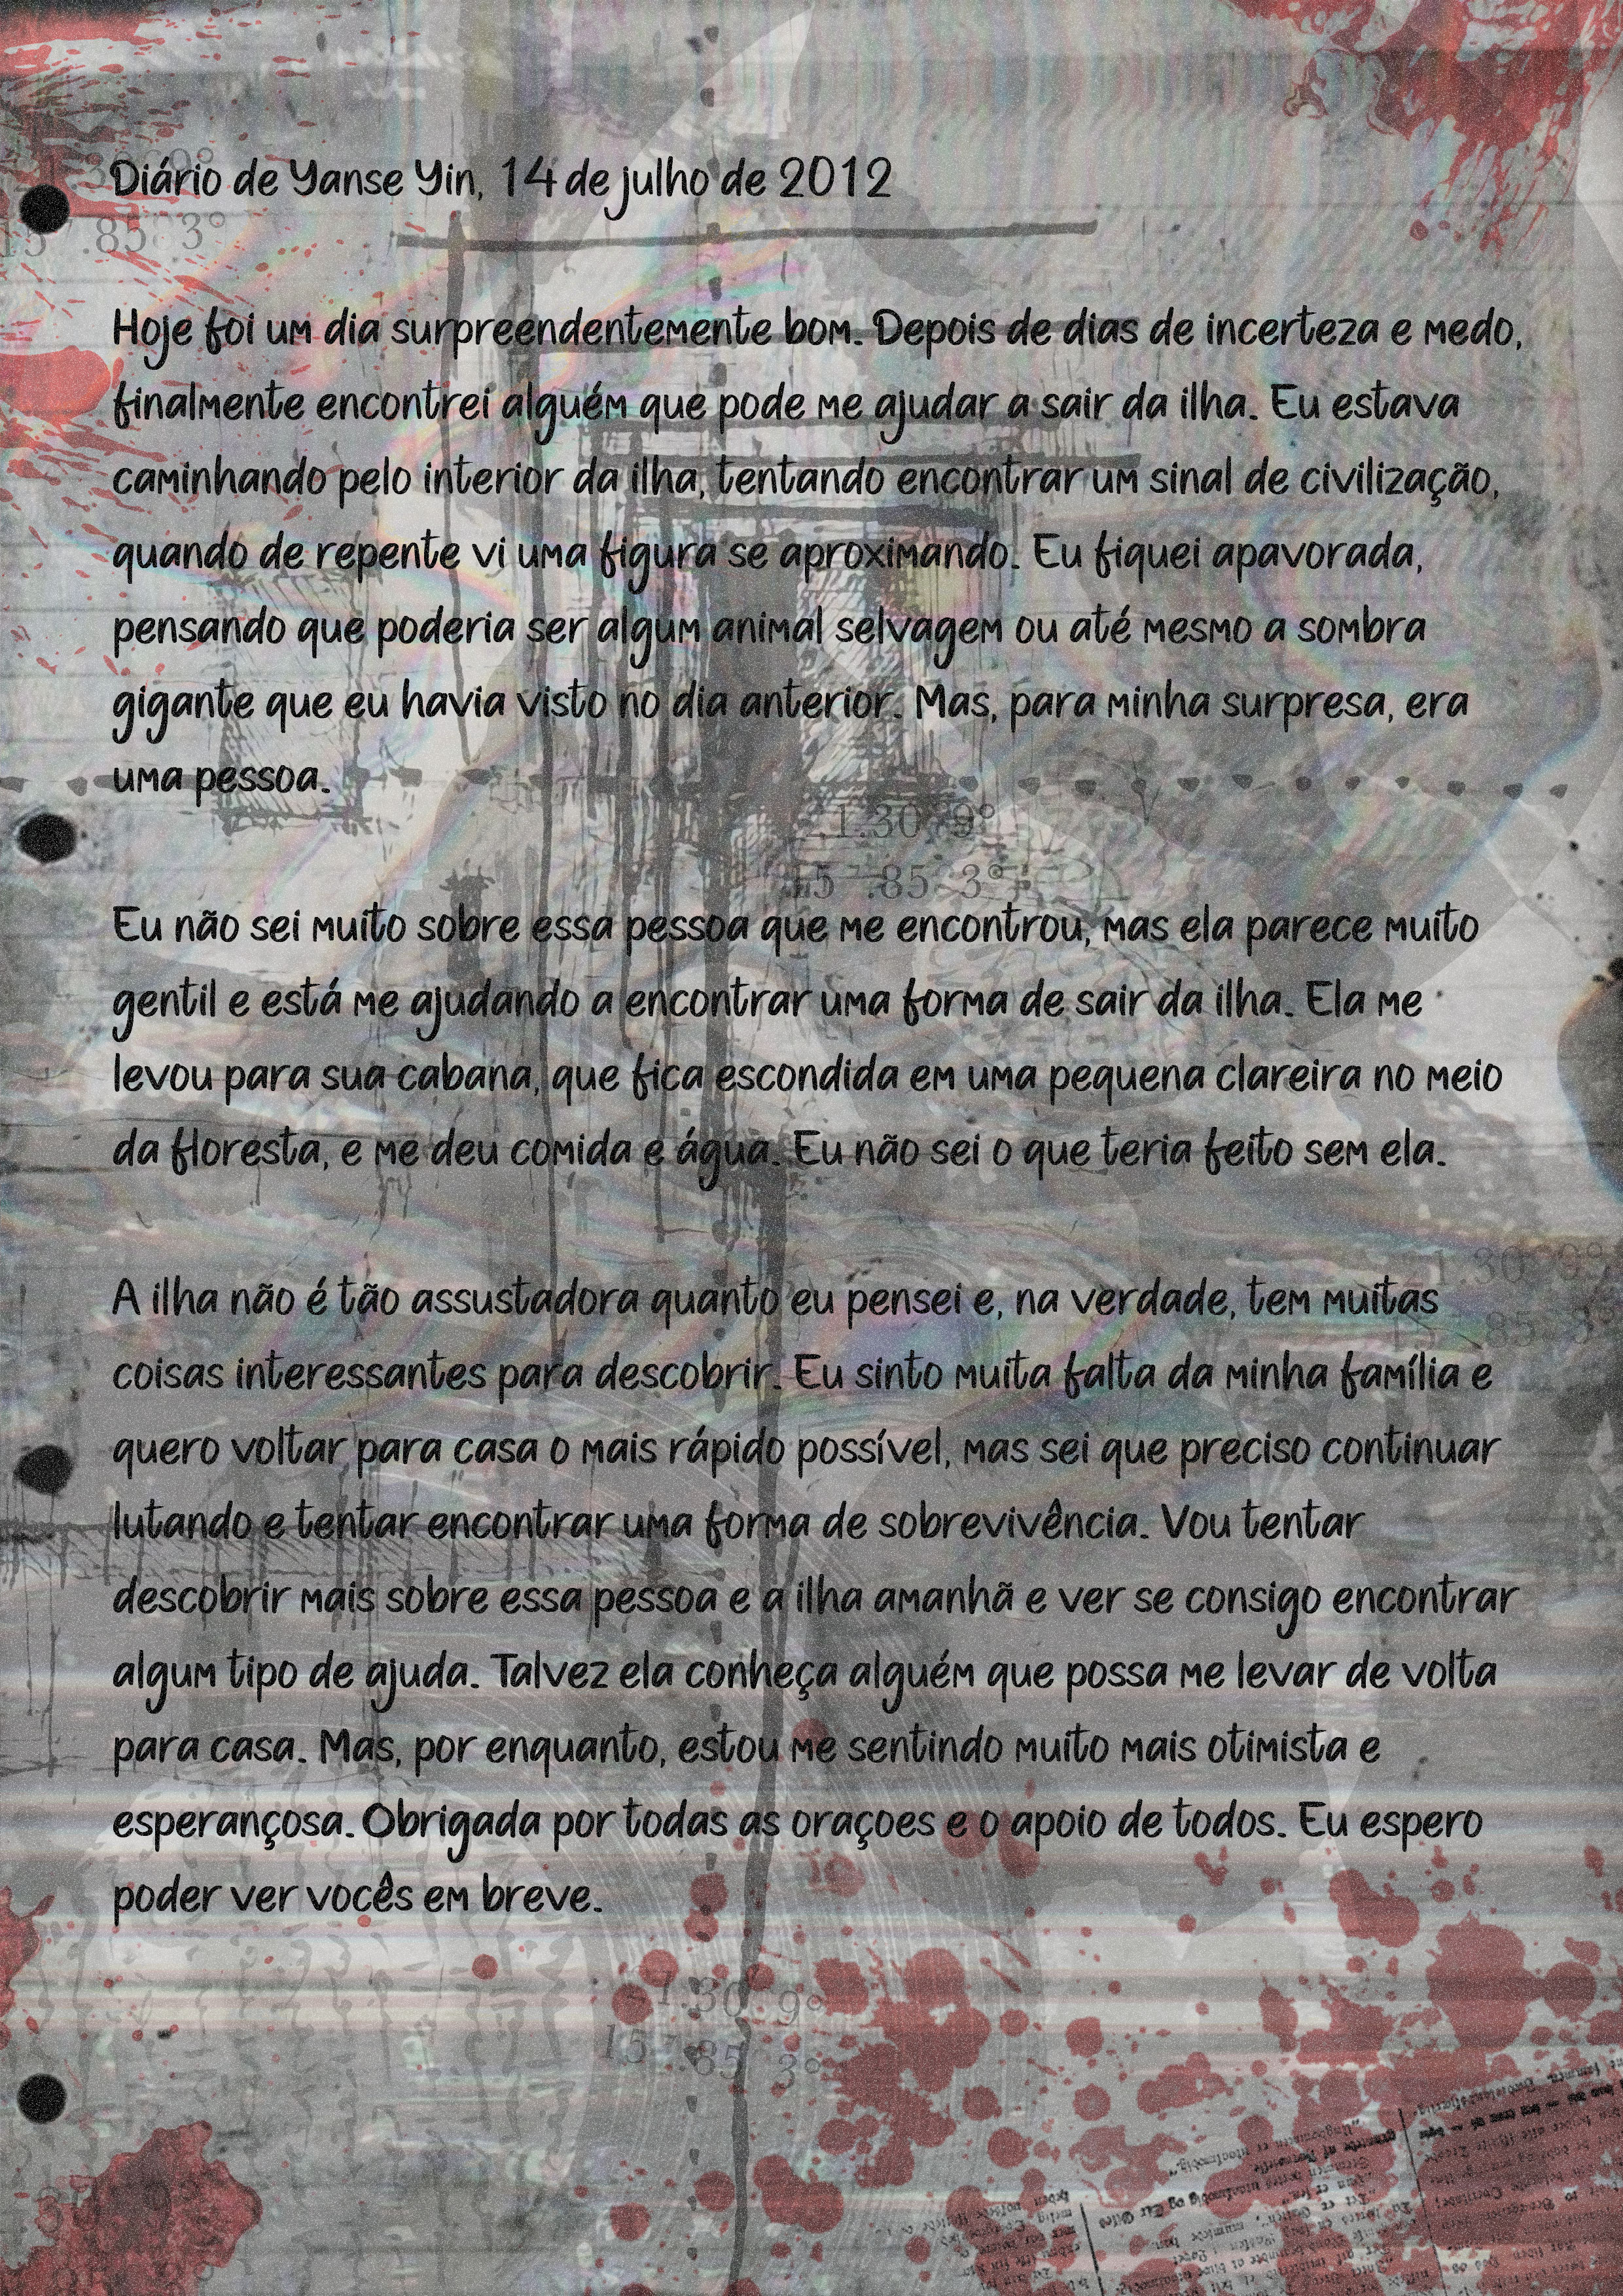 Diário de Yanse Yin, 14 de julho de 2012
Hoje foi um dia surpreendentemente bom. Depois de dias de incerteza e medo,
finalmente encontrei alguém que pode me ajudar a sair da ilha. Eu estava
caminhando pelo interior da ilha, tentando encontrar um sinal de civilização,
quando de repente vi uma figura se aproximando. Eu fiquei apavorada,
pensando que poderia ser algum animal selvagem ou até mesmo a sombra
gigante que eu havia visto no dia anterior. Mas, para minha surpresa, era
uma pessoa.
Eu não sei muito sobre essa pessoa que me encontrou, mas ela parece muito
gentil e está me ajudando a encontrar uma forma de sair da ilha. Ela me
levou para sua cabana, que fica escondida em uma pequena clareira no meio
da floresta, e me deu comida e água. Eu não sei o que teria feito sem ela.
A ilha não é tão assustadora quanto eu pensei e, na verdade, tem muitas
coisas interessantes para descobrir. Eu sinto muita falta da minha família e
quero voltar para casa o mais rápido possível, mas sei que preciso continuar
lutando e tentar encontrar uma forma de sobrevivência. Vou tentar
descobrir mais sobre essa pessoa e a ilha amanhã e ver se consigo encontrar
algum tipo de ajuda. Talvez ela conheça alguém que possa me levar de volta
para casa. Mas, por enquanto, estou me sentindo muito mais otimista e
esperançosa. Obrigada por todas as oraçoes e o apoio de todos. Eu espero
poder ver vocês em breve.